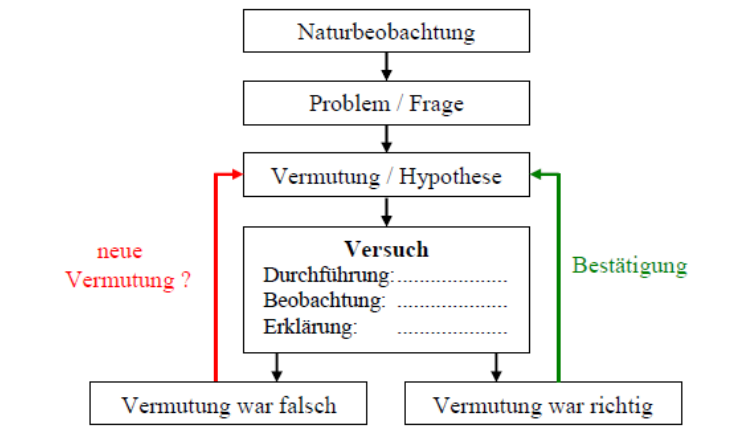 Naturbeobachtung
Problem / Frage
Vermutung / Hypothese
neue
Vermutung ?
Versuch
Durchführung:.....................
Beobachtung: .....................
Erklärung: .....................
Bestätigung
Vermutung war falsch
Vermutung war richtig